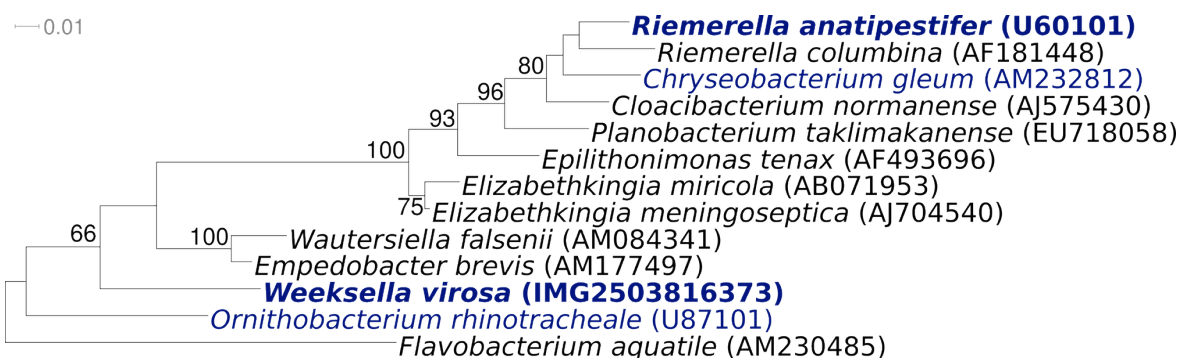 0.01
Riemerella anatipestifer (U60101)
Riemerella columbina (AF181448)
80
Chryseobacterium gleum (AM232812)
96
Cloacibacterium normanense (AJ575430)
93
Planobacterium taklimakanense (EU718058)
100
Epilithonimonas tenax (AF493696)
Elizabethkingia miricola (AB071953)
75
Elizabethkingia meningoseptica (AJ704540)
66
100
Wautersiella falsenii (AM084341)
Empedobacter brevis (AM177497)
Weeksella virosa (IMG2503816373)
Ornithobacterium rhinotracheale (U87101)
Flavobacterium aquatile (AM230485)